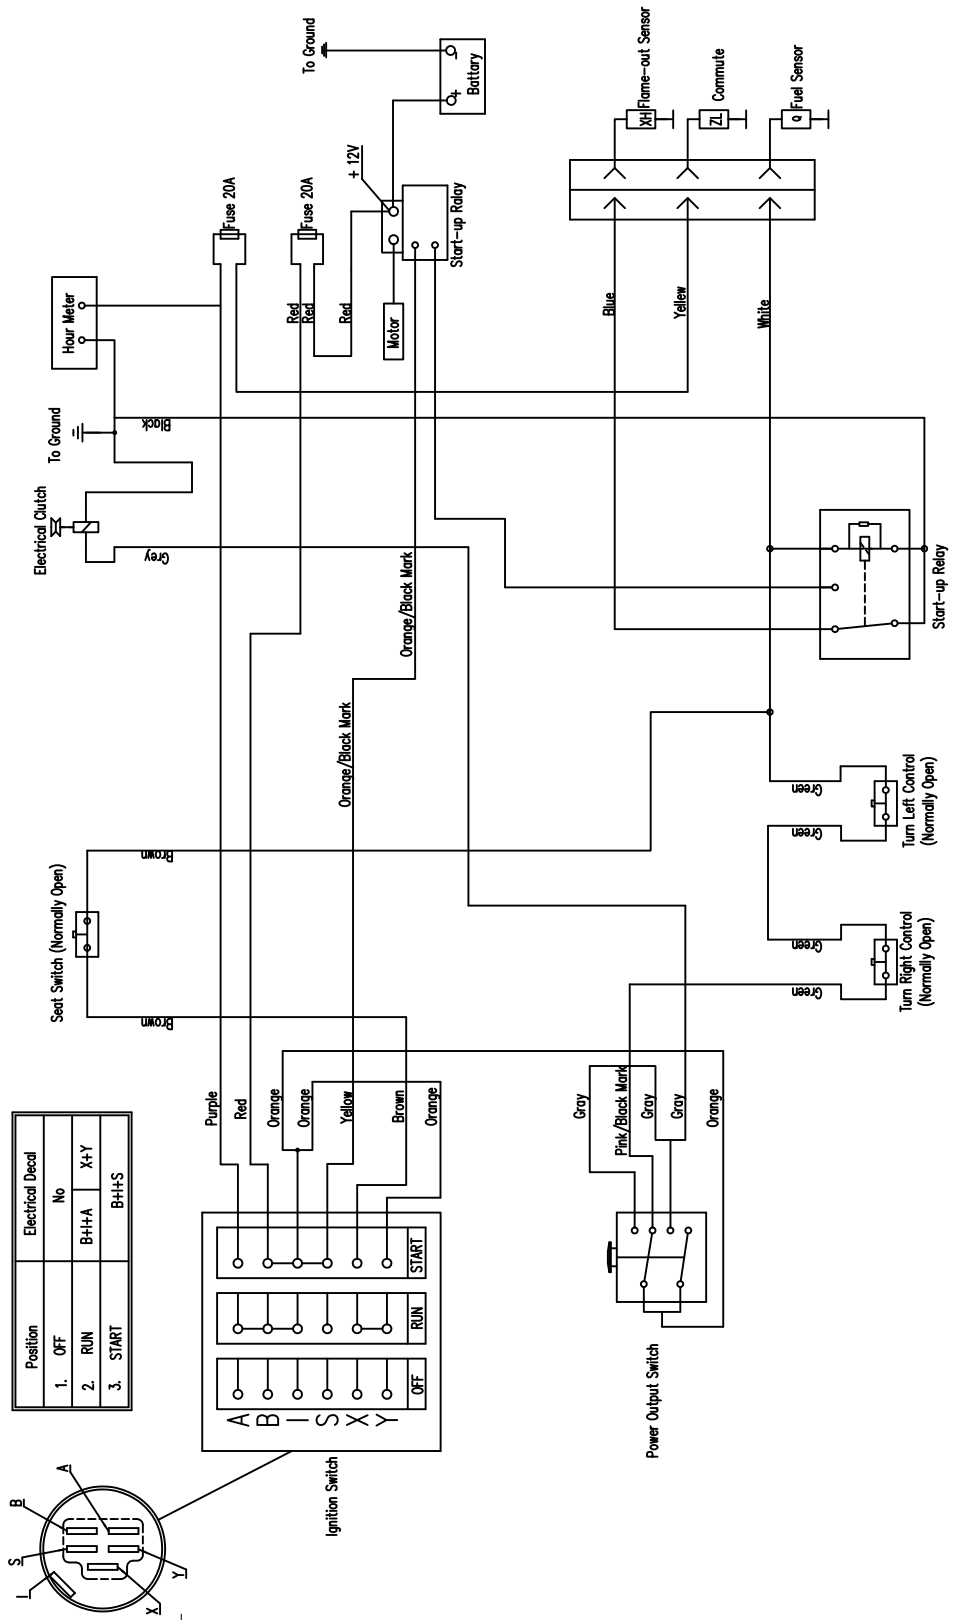 Position
Electrical Decal
1. OFF
No
2. RUN
B+I+A
X+Y
3. START
B+I+S
I
S
B
A
X
Y
Ignition Switch
A
B
I
S
X
Y
OFF
RUN
START
Purple
Red
Orange
Orange
Yellow
Brown
Orange
Seat Switch (Normally Open)
Brown
Brown
Electrical Clutch
Grey
To Ground
Black
Hour Meter
Fuse 20A
Fuse 20A
Red
Red
Red
To Ground
Battary
+
-
+ 12V
Start-up Ralay
Motor
Orange/Black Mark
Orange/Black Mark
XH
Flame-out Sensor
ZL
Commute
Q
Fuel Sensor
Blue
Yellew
White
Start-up Relay
Green
Green
Turn Left Control
(Normally Open)
Green
Green
Turn Right Control
(Normally Open)
Gray
Pink/Black Mark
Gray
Gray
Orange
Power Output Switch